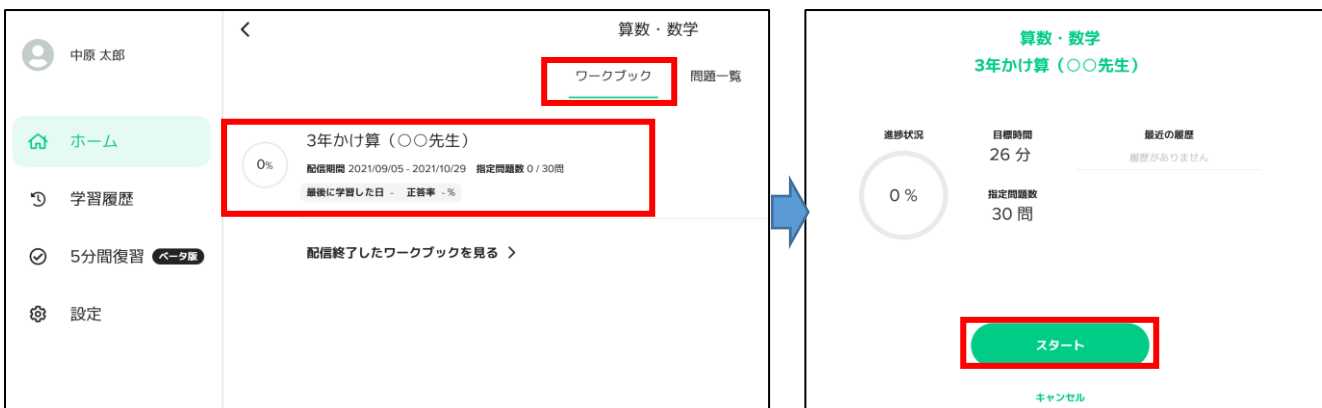 中原 太郎
ホーム
学習履歴
5分間復習 ベータ版
設定
算数・数学
ワークブック 問題一覧
0%
3年かけ算（○○先生）
配信期間 2021/09/05 - 2021/10/29 指定問題数 0 / 30問
最後に学習した日 - 正答率 -%
配信終了したワークブックを見る
算数・数学
3年かけ算（○○先生）
進捗状況
0 %
目標時間
26 分
指定問題数
30 問
最近の履歴
履歴がありません
スタート
キャンセル